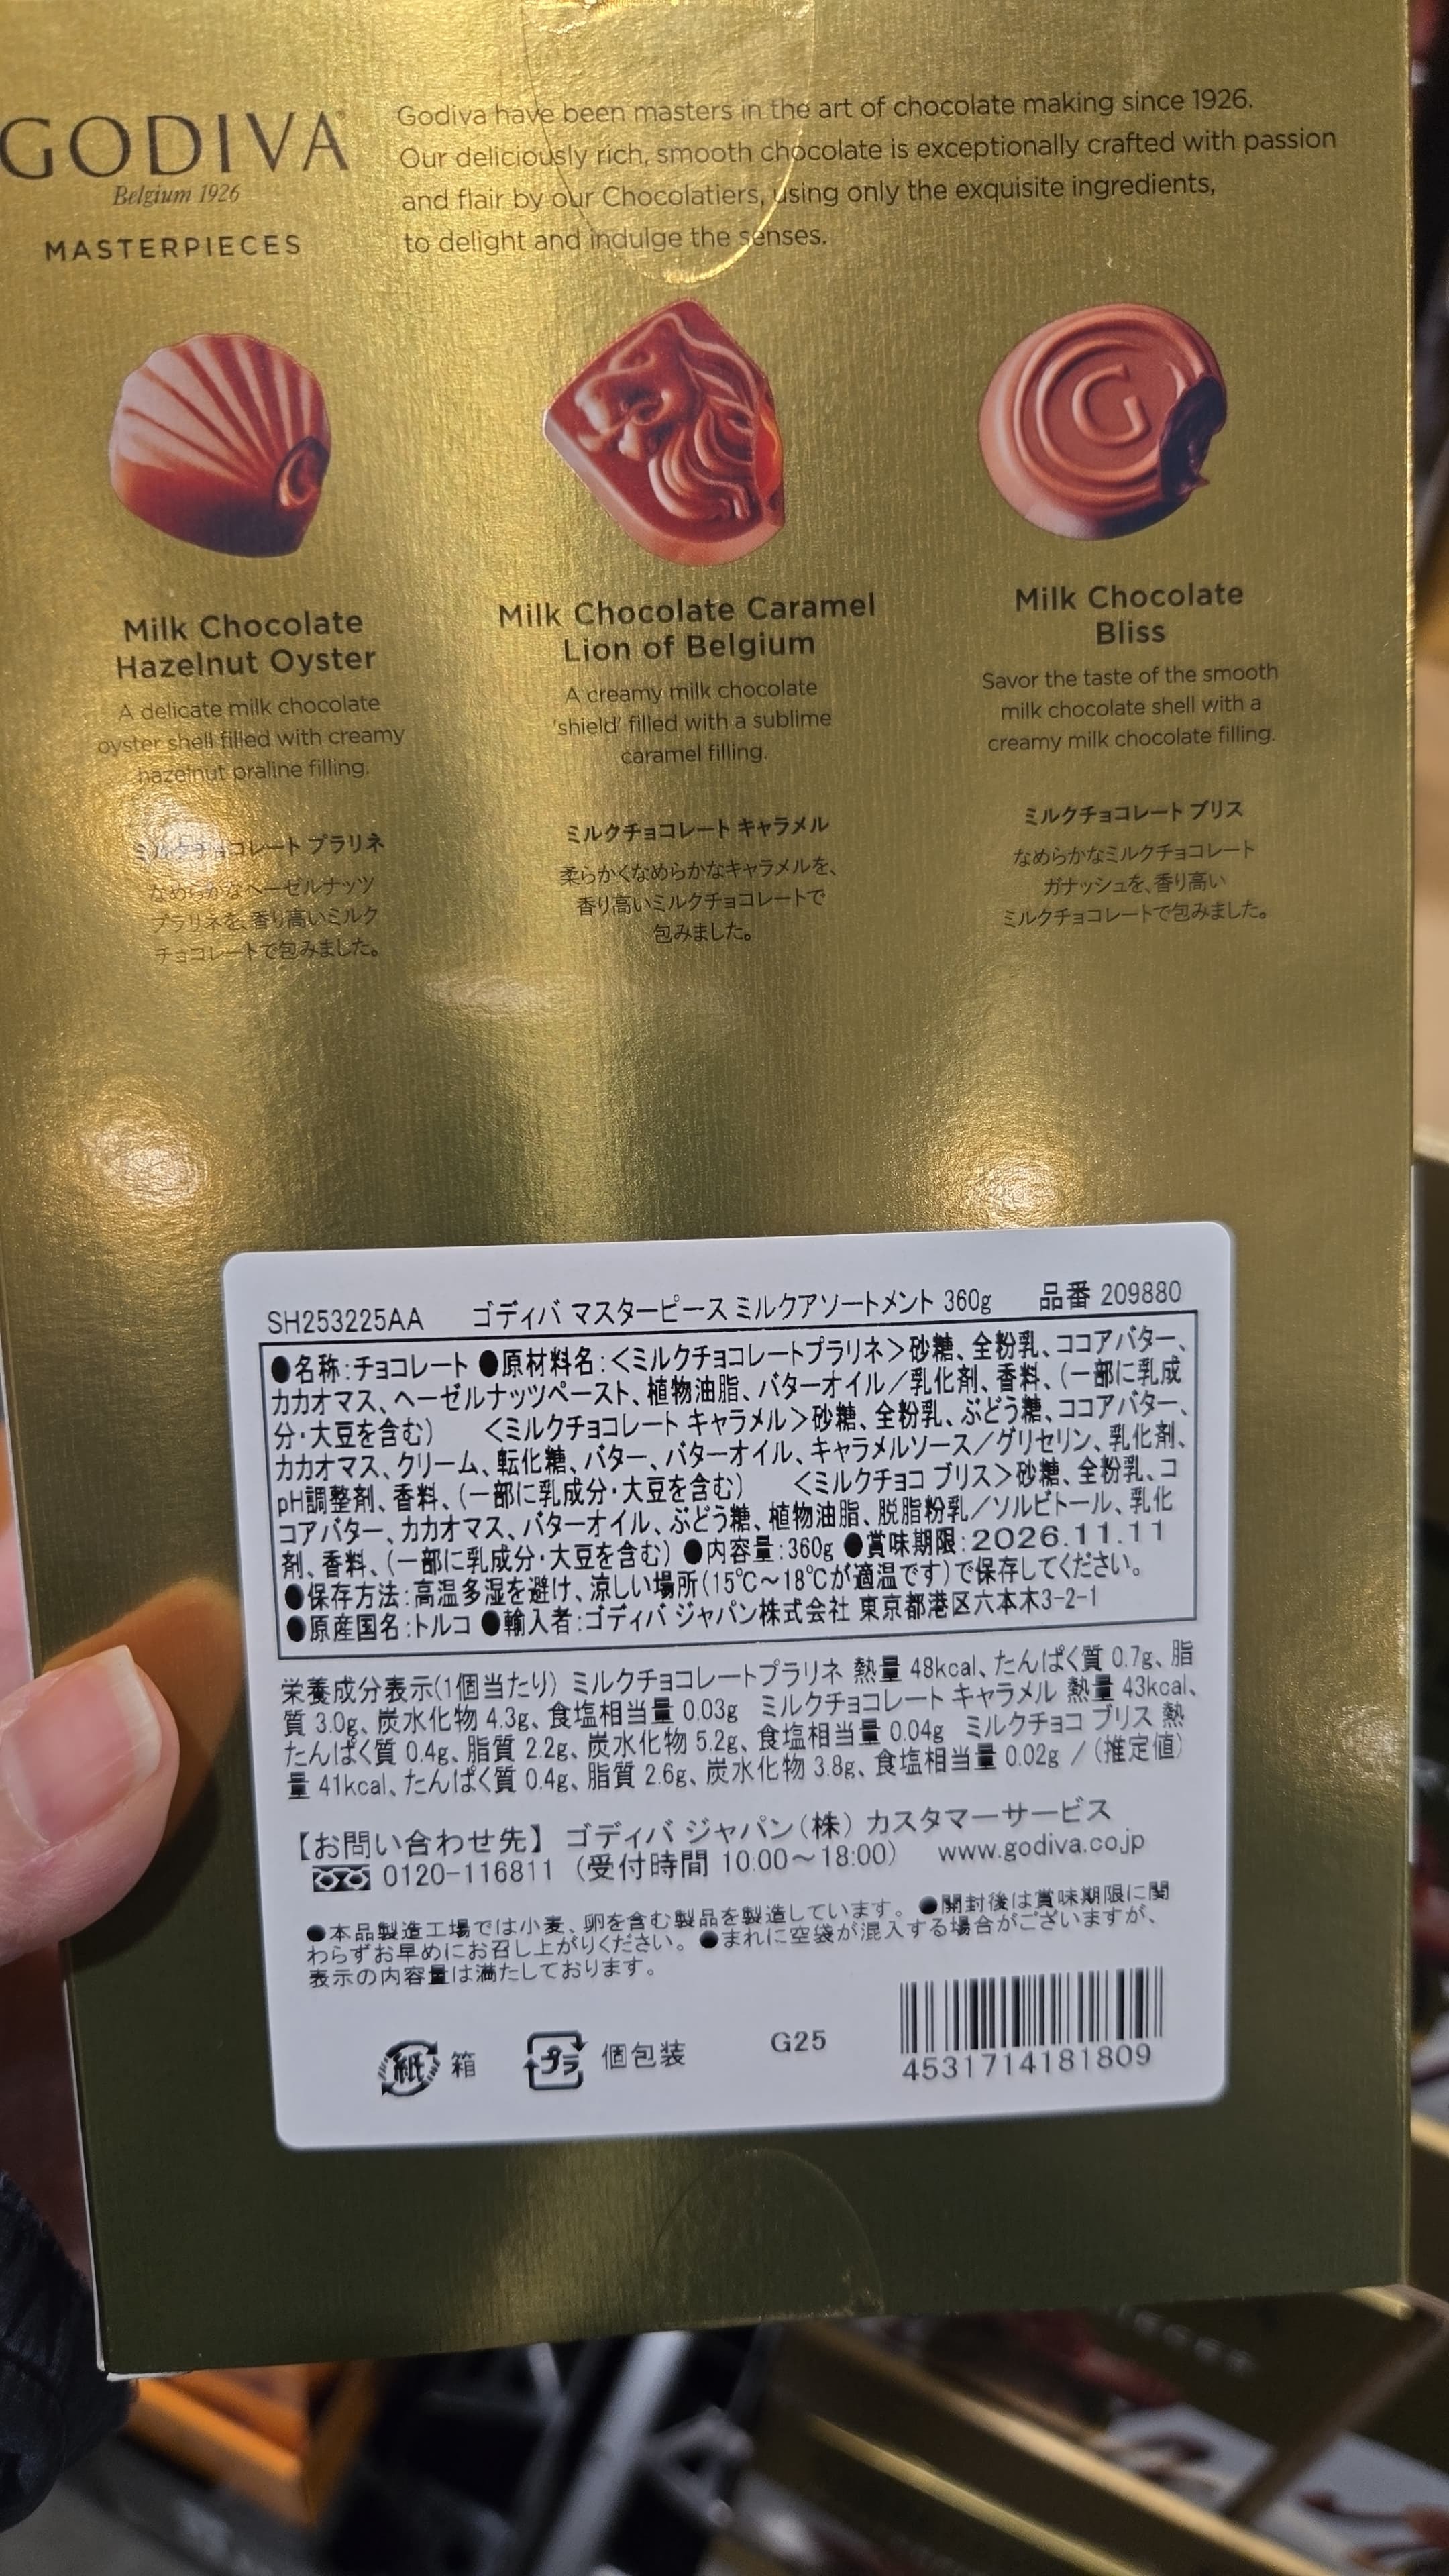 GODIVA
Belgium 1926
MASTERPIECES
Godiva have been masters in the art of chocolate making since 1926.
Our deliciously rich, smooth chocolate is exceptionally crafted with passion
and flair by our Chocolatiers, using only the exquisite ingredients,
to delight and indulge the senses.
Milk Chocolate
Hazelnut Oyster
A delicate milk chocolate
oyster shell filled with creamy
hazelnut praline filling.
ミルクチョコレート プラリネ
なめらかなヘーゼルナッツ
プラリネを、香り高いミルク
チョコレートで包みました。
Milk Chocolate Caramel
Lion of Belgium
A creamy milk chocolate
'shield' filled with a sublime
caramel filling.
ミルクチョコレート キャラメル
柔らかくなめらかなキャラメルを、
香り高いミルクチョコレートで
包みました。
Milk Chocolate
Bliss
Savor the taste of the smooth
milk chocolate shell with a
creamy milk chocolate filling.
ミルクチョコレート ブリス
なめらかなミルクチョコレート
ガナッシュを、香り高い
ミルクチョコレートで包みました。
SH253225AA ゴディバ マスターピース ミルクアソートメント 360g 品番 209880
●名称:チョコレート ●原材料名:<ミルクチョコレートプラリネ>砂糖、全粉乳、ココアバター、
カカオマス、ヘーゼルナッツペースト、植物油脂、バターオイル/乳化剤、香料、(一部に乳成
分・大豆を含む) <ミルクチョコレート キャラメル>砂糖、全粉乳、ぶどう糖、ココアバター、
カカオマス、クリーム、転化糖、バター、バターオイル、キャラメルソース/グリセリン、乳化剤、
pH調整剤、香料、(一部に乳成分・大豆を含む) <ミルクチョコ ブリス>砂糖、全粉乳、コ
コアバター、カカオマス、バターオイル、ぶどう糖、植物油脂、脱脂粉乳/ソルビトール、乳化
剤、香料、(一部に乳成分・大豆を含む) ●内容量:360g ●賞味期限:2026.11.11
●保存方法:高温多湿を避け、涼しい場所(15℃~18℃が適温です)で保存してください。
●原産国名:トルコ ●輸入者:ゴディバ ジャパン株式会社 東京都港区六本木3-2-1
栄養成分表示(1個当たり) ミルクチョコレートプラリネ 熱量 48kcal、たんぱく質 0.7g、脂
質 3.0g、炭水化物 4.3g、食塩相当量 0.03g ミルクチョコレート キャラメル 熱量 43kcal、
たんぱく質 0.4g、脂質 2.2g、炭水化物 5.2g、食塩相当量 0.04g ミルクチョコ ブリス 熱
量 41kcal、たんぱく質 0.4g、脂質 2.6g、炭水化物 3.8g、食塩相当量 0.02g /(推定値)
【お問い合わせ先】 ゴディバ ジャパン(株) カスタマーサービス
0120-116811 (受付時間 10:00~18:00) www.godiva.co.jp
●本品製造工場では小麦、卵を含む製品を製造しています。 ●開封後は賞味期限に関
わらずお早めにお召し上がりください。 ●まれに空袋が混入する場合がございますが、
表示の内容量は満たしております。
紙 箱 プラ 個包装 G25
4531714181809